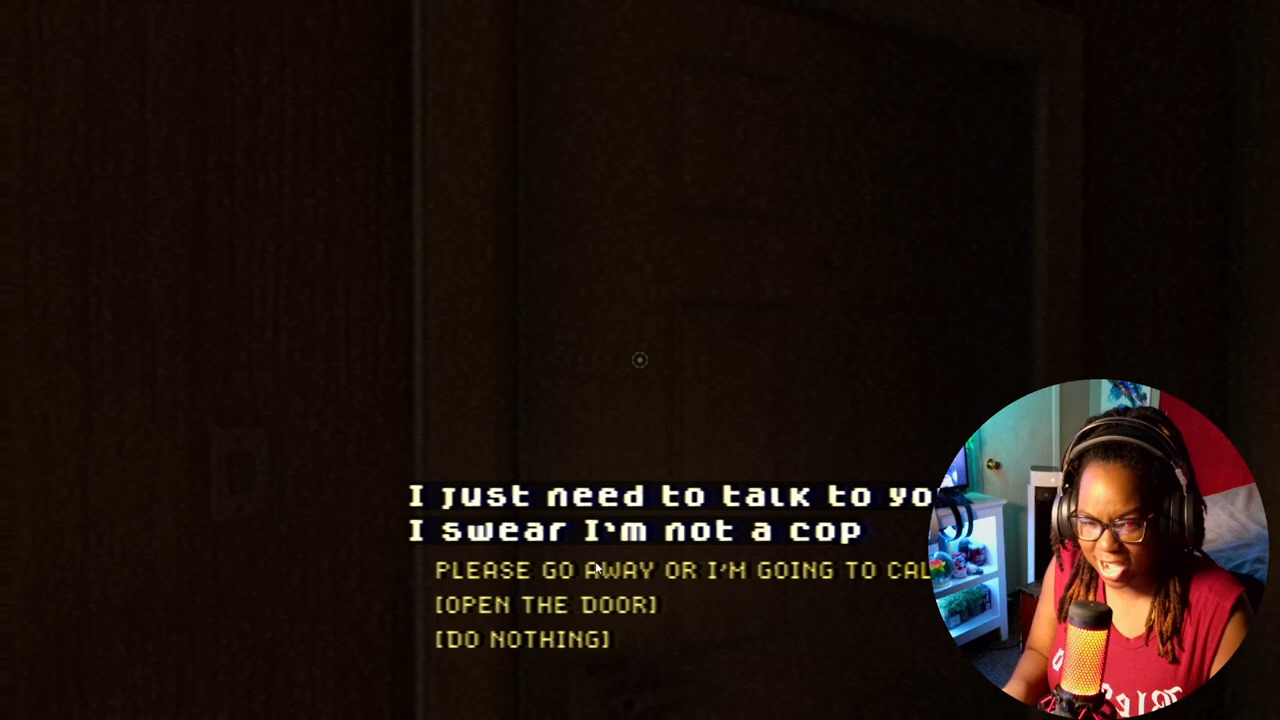 I just need to talk to yo
I swear I'm not a cop
PLEASE GO AWAY OR I'M GOING TO CAL
[OPEN THE DOOR]
[DO NOTHING]